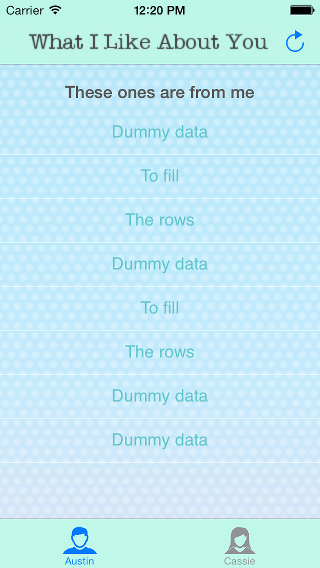 Carrier 12:20 PM
What I Like About You
These ones are from me
Dummy data
To fill
The rows
Dummy data
To fill
The rows
Dummy data
Dummy data
Austin Cassie